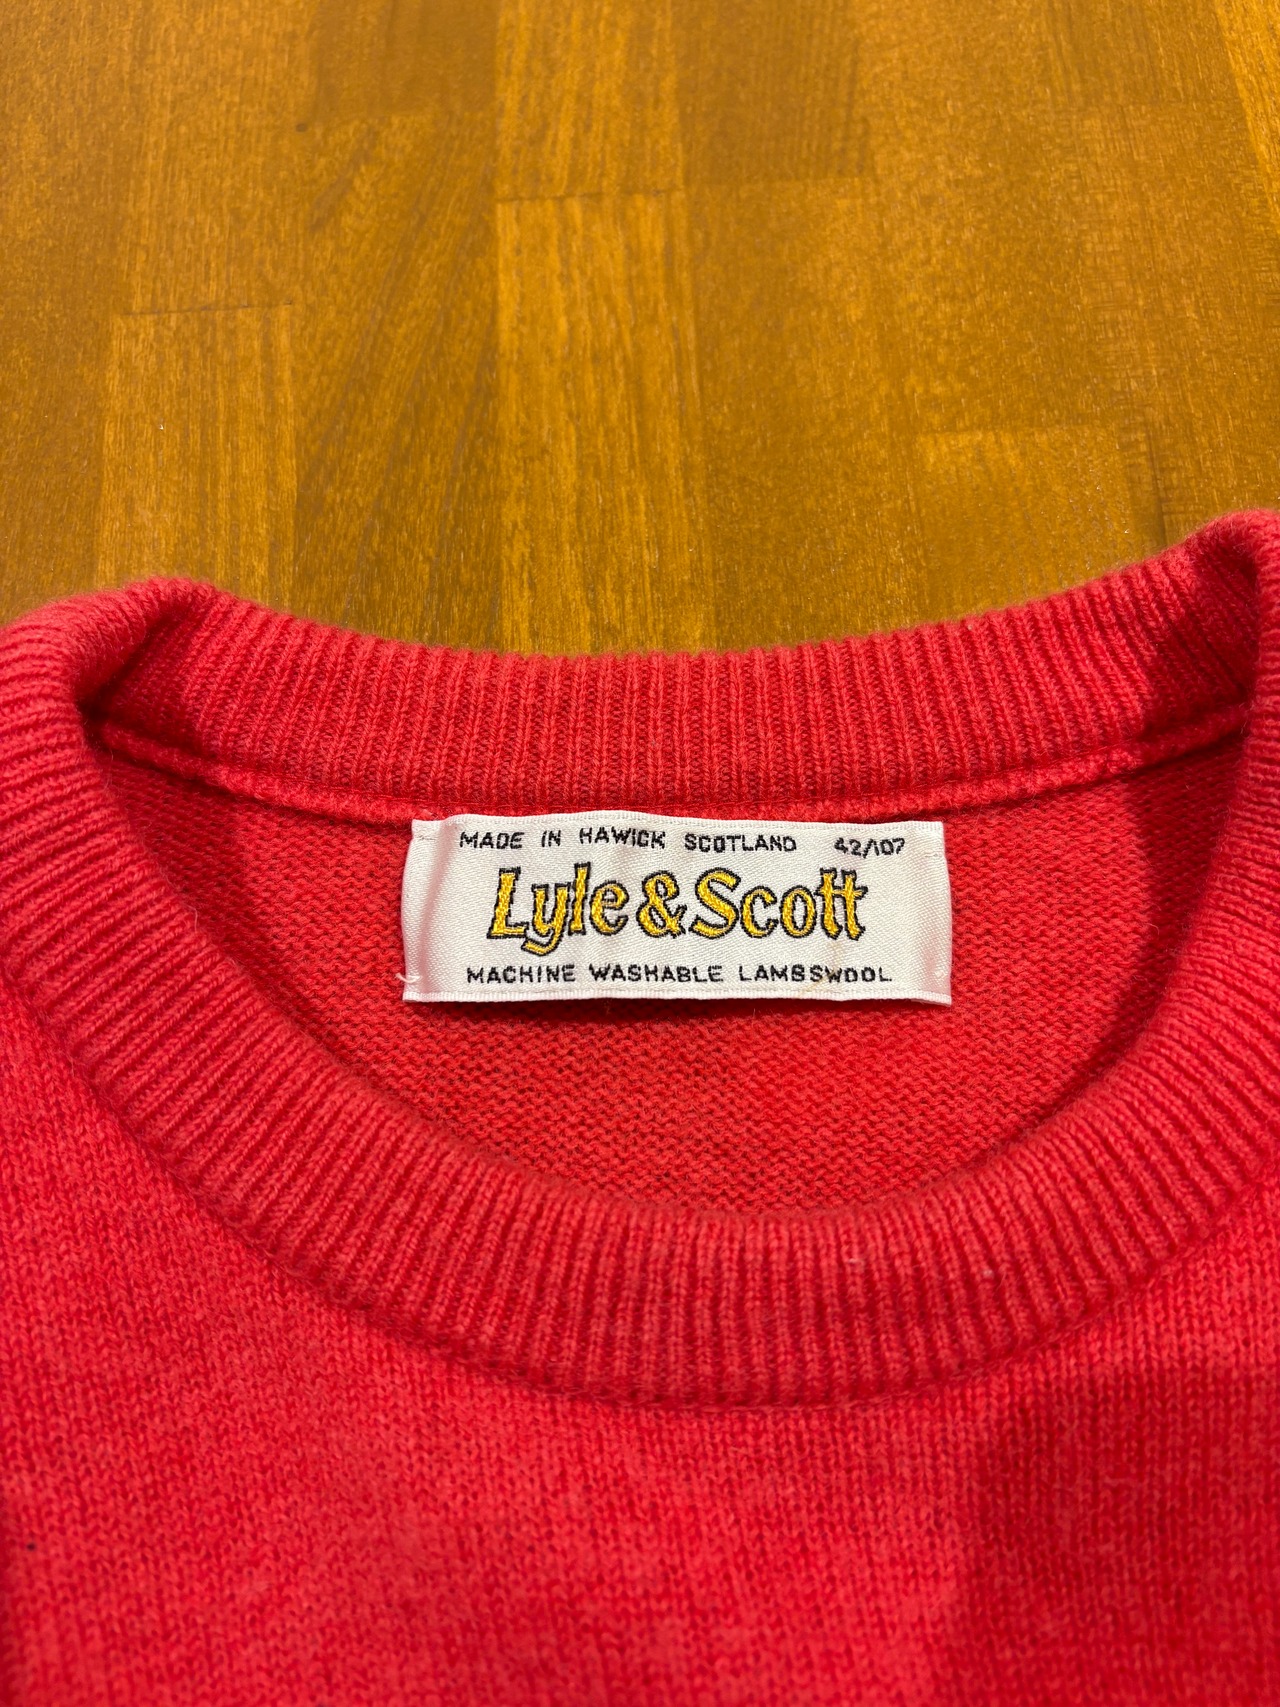 MADE IN HAWICK SCOTLAND 42/107
Lyle & Scott
MACHINE WASHABLE LAMBSWOOL